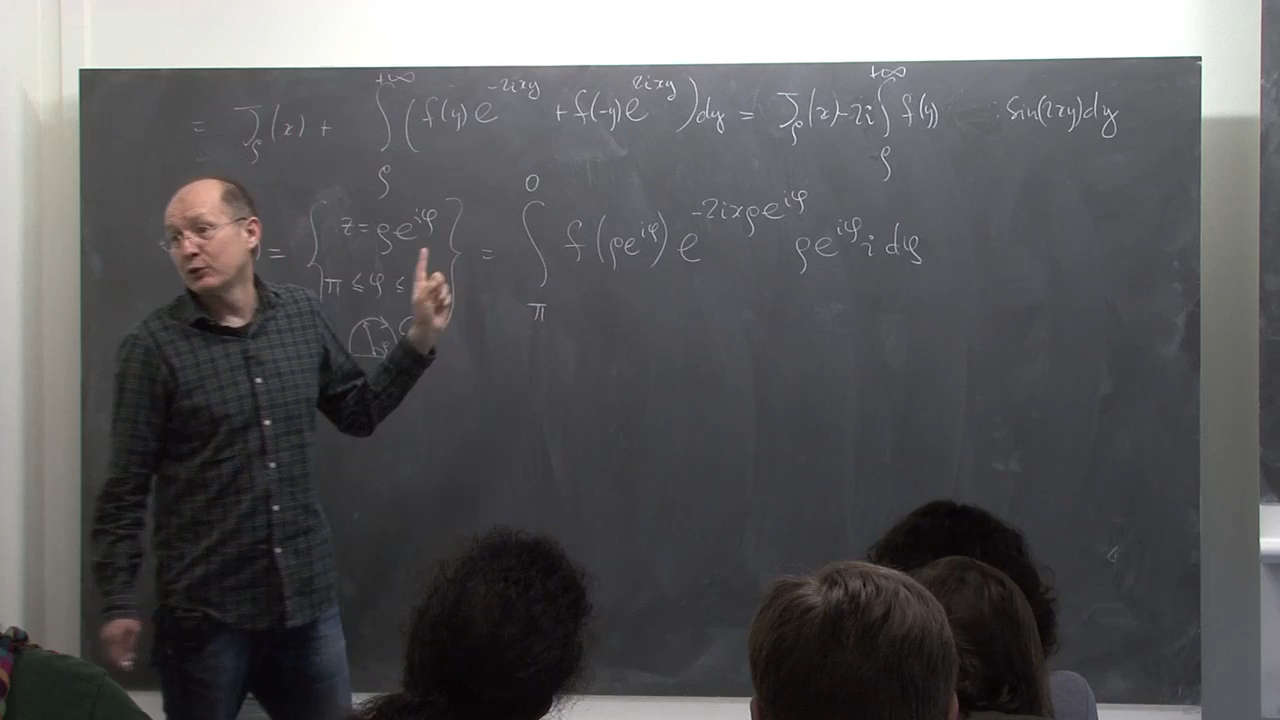 = J_ρ(x) + ∫_ρ^{+∞} (f(y) e^{-2ixy} + f(-y) e^{2ixy}) dy = J_ρ(x) - 2i ∫_ρ^{+∞} f(y) sin(2xy) dy
= { z = ρe^{iφ} π ≤ φ ≤ } = ∫_π^0 f(ρe^{iφ}) e^{-2ixρe^{iφ}} ρe^{iφ} i dφ